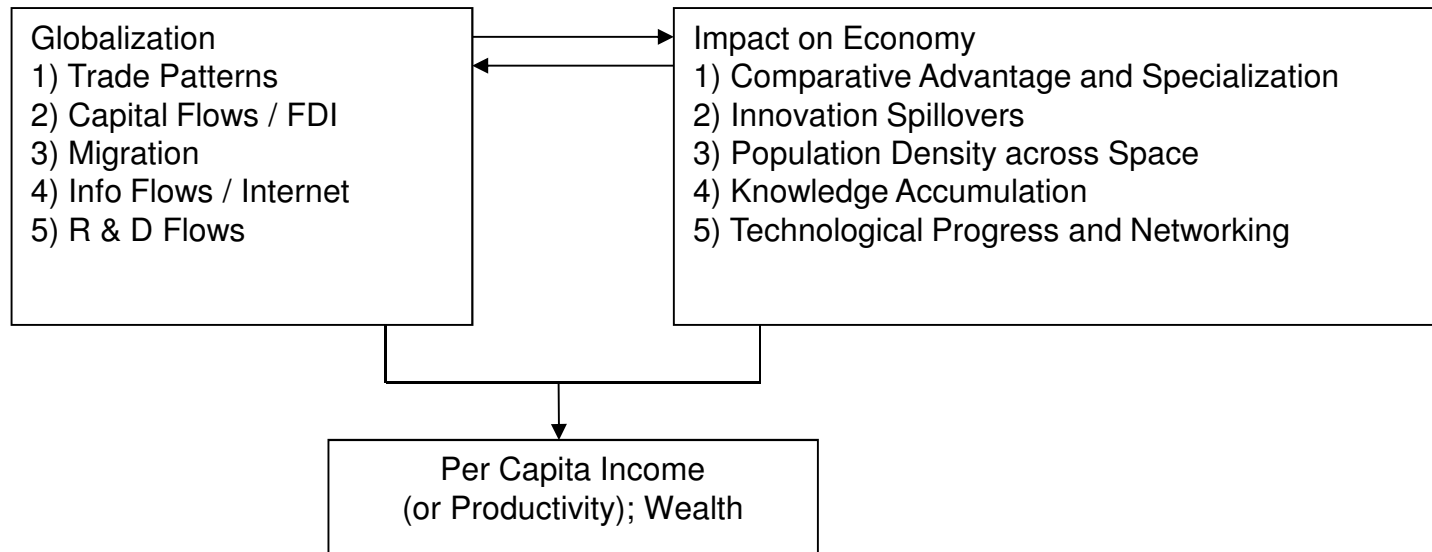 Globalization
1) Trade Patterns
2) Capital Flows / FDI
3) Migration
4) Info Flows / Internet
5) R & D Flows
Impact on Economy
1) Comparative Advantage and Specialization
2) Innovation Spillovers
3) Population Density across Space
4) Knowledge Accumulation
5) Technological Progress and Networking
Per Capita Income
(or Productivity); Wealth